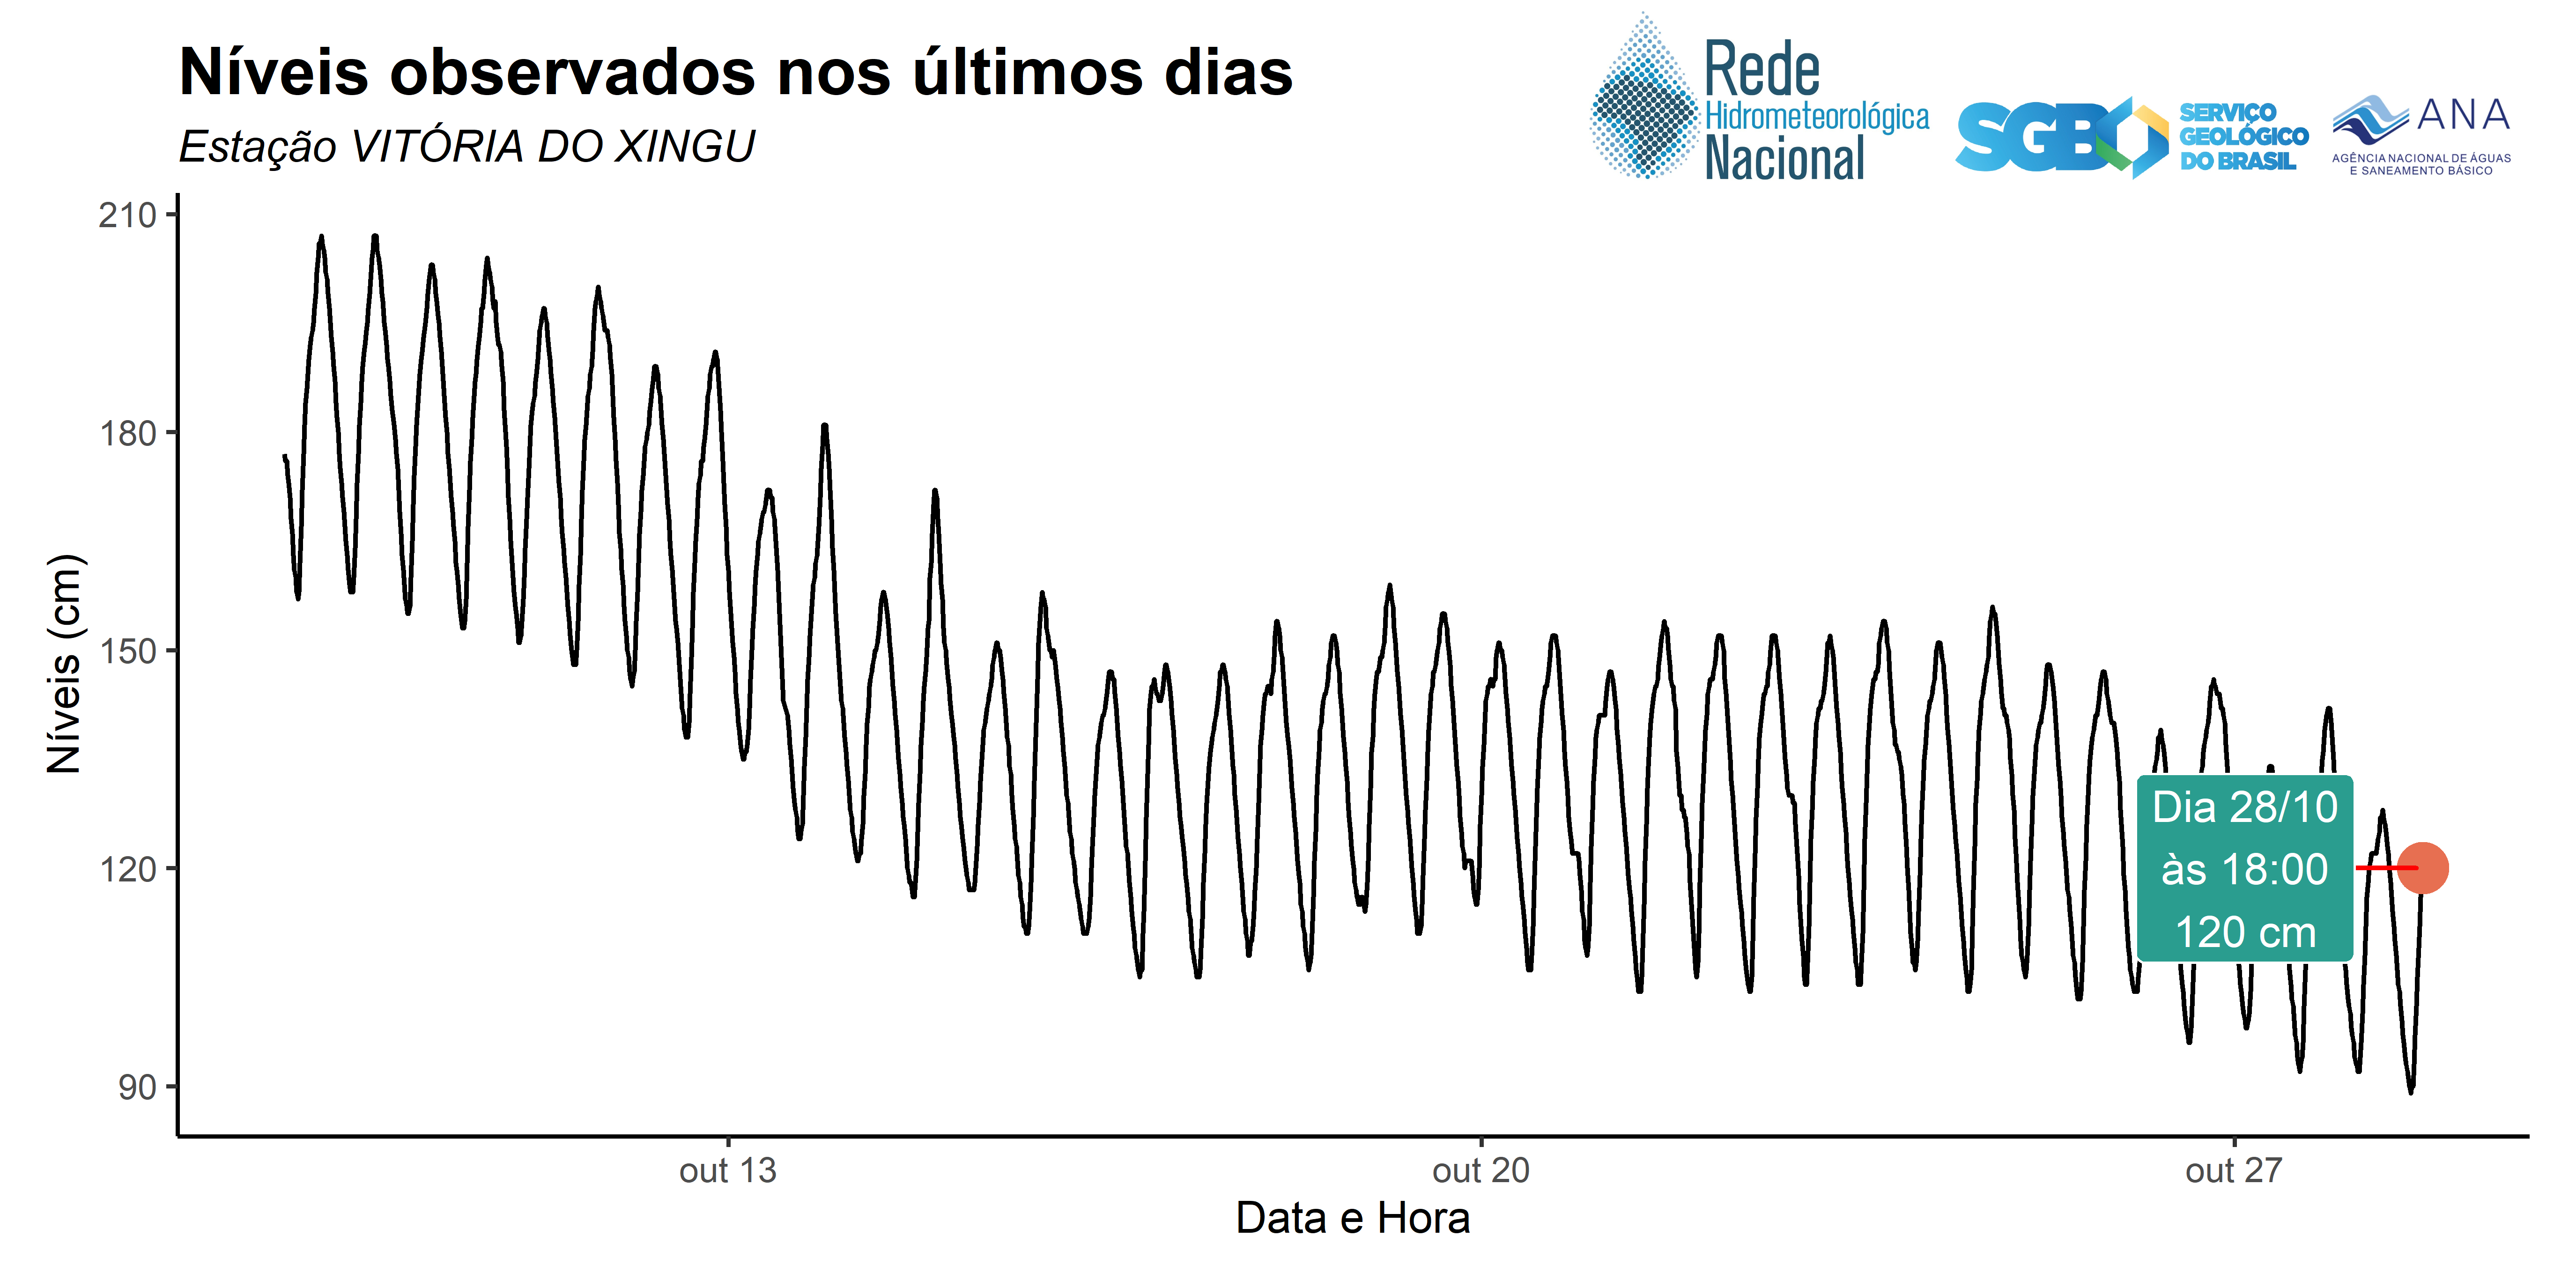 Níveis observados nos últimos dias
Estação VITÓRIA DO XINGU
Rede
Hidrometeorológica
Nacional
SGB
SERVIÇO
GEOLÓGICO
DO BRASIL
ANA
AGÊNCIA NACIONAL DE ÁGUAS
E SANEAMENTO BÁSICO
Níveis (cm)
210
180
150
120
90
Dia 28/10
às 18:00
120 cm
out 13
out 20
out 27
Data e Hora